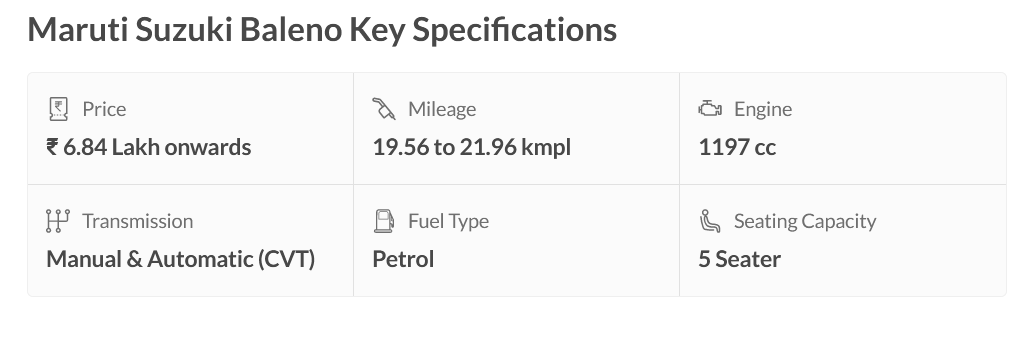 Maruti Suzuki Baleno Key Specifications
Price
₹ 6.84 Lakh onwards
Mileage
19.56 to 21.96 kmpl
Engine
1197 cc
Transmission
Manual & Automatic (CVT)
Fuel Type
Petrol
Seating Capacity
5 Seater